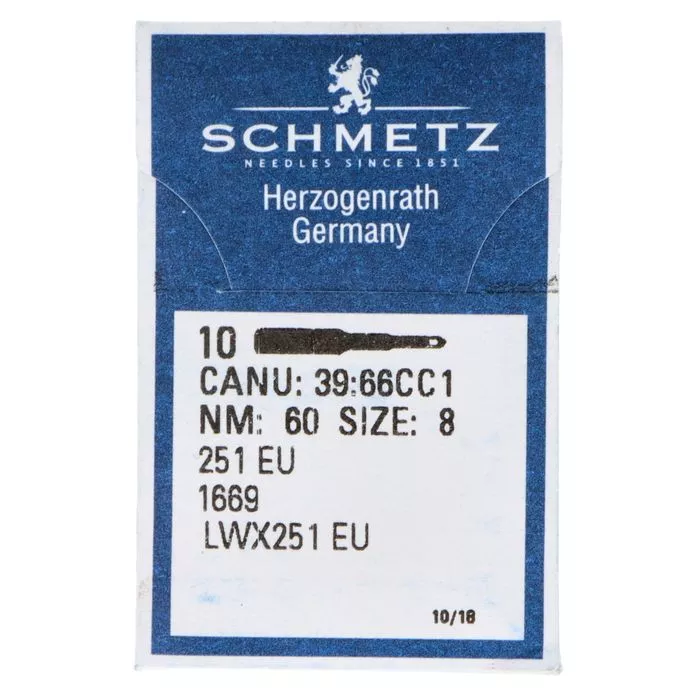 SCHMETZ
NEEDLES SINCE 1851
Herzogenrath
Germany
10
CANU: 39:66CC1
NM: 60 SIZE: 8
251 EU
1669
LWX251 EU
10/18